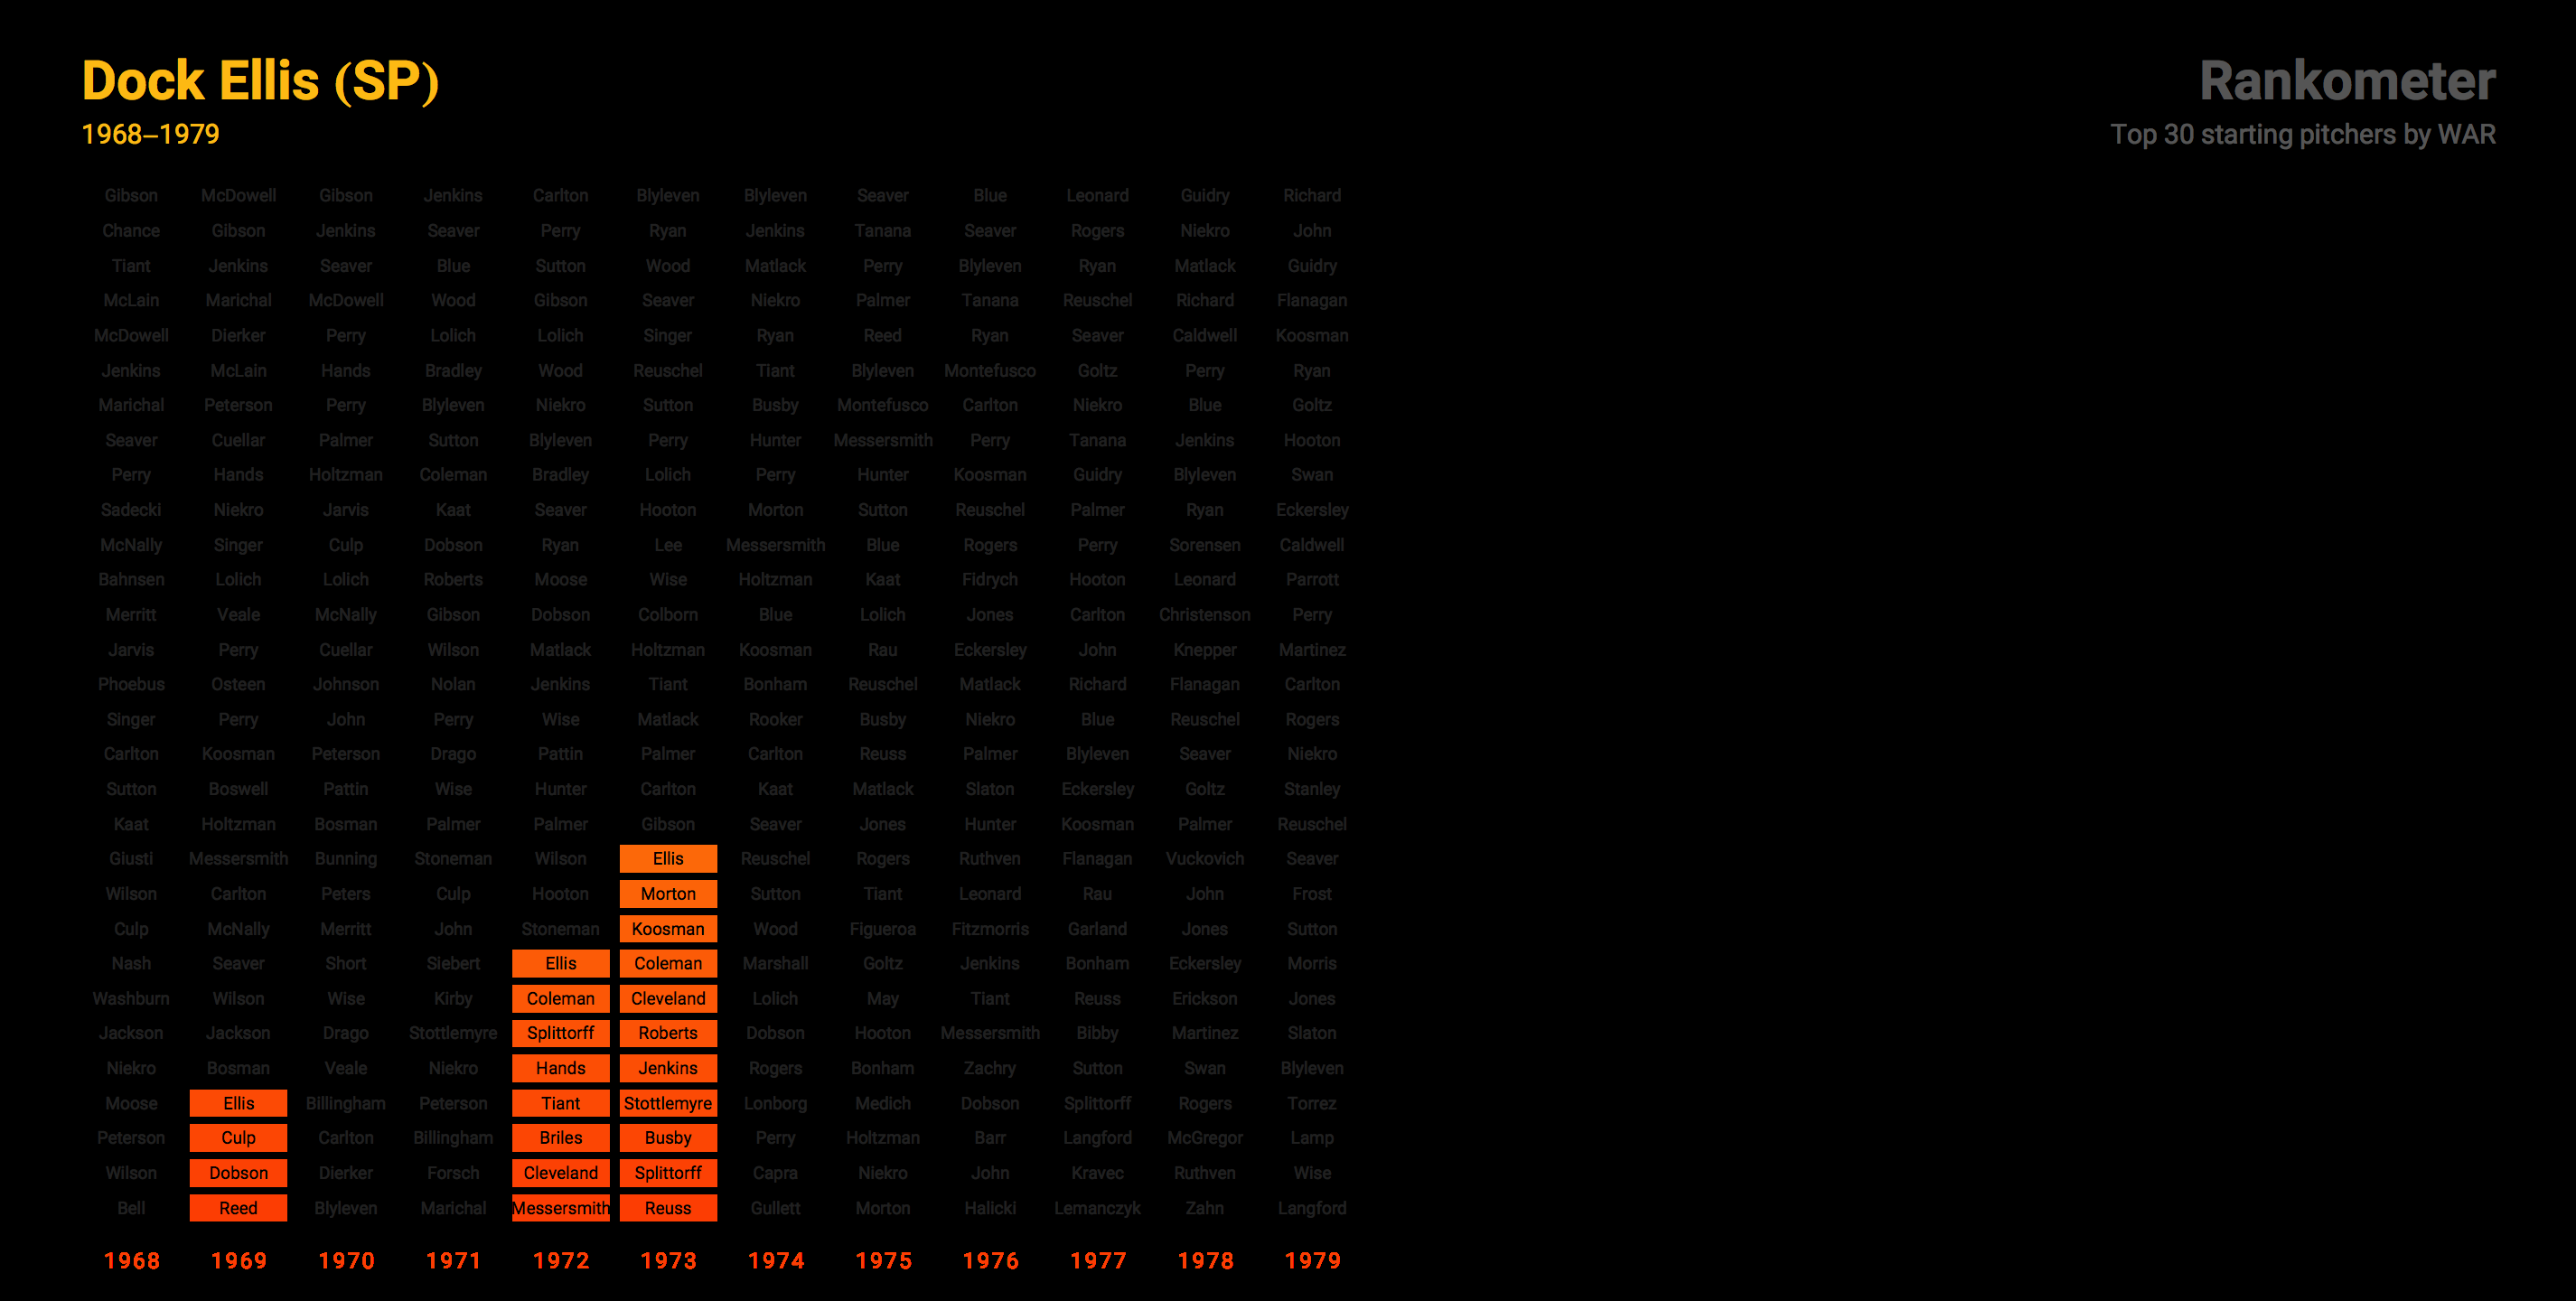 Dock Ellis (SP)
1968–1979
Rankometer
Top 30 starting pitchers by WAR
Gibson McDowell Gibson Jenkins Carlton Blyleven Blyleven Seaver Blue Leonard Guidry Richard
Chance Gibson Jenkins Seaver Perry Ryan Jenkins Tanana Seaver Rogers Niekro John
Tiant Jenkins Seaver Blue Sutton Wood Matlack Perry Blyleven Ryan Matlack Guidry
McLain Marichal McDowell Wood Gibson Seaver Niekro Palmer Tanana Reuschel Richard Flanagan
McDowell Dierker Perry Lolich Lolich Singer Ryan Reed Ryan Seaver Caldwell Koosman
Jenkins McLain Hands Bradley Wood Reuschel Tiant Blyleven Montefusco Goltz Perry Ryan
Marichal Peterson Perry Blyleven Niekro Sutton Busby Montefusco Carlton Niekro Blue Goltz
Seaver Cuellar Palmer Sutton Blyleven Perry Hunter Messersmith Perry Tanana Jenkins Hooton
Perry Hands Holtzman Coleman Bradley Lolich Perry Hunter Koosman Guidry Blyleven Swan
Sadecki Niekro Jarvis Kaat Seaver Hooton Morton Sutton Reuschel Palmer Ryan Eckersley
McNally Singer Culp Dobson Ryan Lee Messersmith Blue Rogers Perry Sorensen Caldwell
Bahnsen Lolich Lolich Roberts Moose Wise Holtzman Kaat Fidrych Hooton Leonard Parrott
Merritt Veale McNally Gibson Dobson Colborn Blue Lolich Jones Carlton Christenson Perry
Jarvis Perry Cuellar Wilson Matlack Holtzman Koosman Rau Eckersley John Knepper Martinez
Phoebus Osteen Johnson Nolan Jenkins Tiant Bonham Reuschel Matlack Richard Flanagan Carlton
Singer Perry John Perry Wise Matlack Rooker Busby Niekro Blue Reuschel Rogers
Carlton Koosman Peterson Drago Pattin Palmer Carlton Reuss Palmer Blyleven Seaver Niekro
Sutton Boswell Pattin Wise Hunter Carlton Kaat Matlack Slaton Eckersley Goltz Stanley
Kaat Holtzman Bosman Palmer Palmer Gibson Seaver Jones Hunter Koosman Palmer Reuschel
Giusti Messersmith Bunning Stoneman Wilson Ellis Reuschel Rogers Ruthven Flanagan Vuckovich Seaver
Wilson Carlton Peters Culp Hooton Morton Sutton Tiant Leonard Rau John Frost
Culp McNally Merritt John Stoneman Koosman Wood Figueroa Fitzmorris Garland Jones Sutton
Nash Seaver Short Siebert Ellis Coleman Marshall Goltz Jenkins Bonham Eckersley Morris
Washburn Wilson Wise Kirby Coleman Cleveland Lolich May Tiant Reuss Erickson Jones
Jackson Jackson Drago Stottlemyre Splittorff Roberts Dobson Hooton Messersmith Bibby Martinez Slaton
Niekro Bosman Veale Niekro Hands Jenkins Rogers Bonham Zachry Sutton Swan Blyleven
Moose Ellis Billingham Peterson Tiant Stottlemyre Lonborg Medich Dobson Splittorff Rogers Torrez
Peterson Culp Carlton Billingham Briles Busby Perry Holtzman Barr Langford McGregor Lamp
Wilson Dobson Dierker Forsch Cleveland Splittorff Capra Niekro John Kravec Ruthven Wise
Bell Reed Blyleven Marichal Messersmith Reuss Gullett Morton Halicki Lemanczyk Zahn Langford
1968 1969 1970 1971 1972 1973 1974 1975 1976 1977 1978 1979